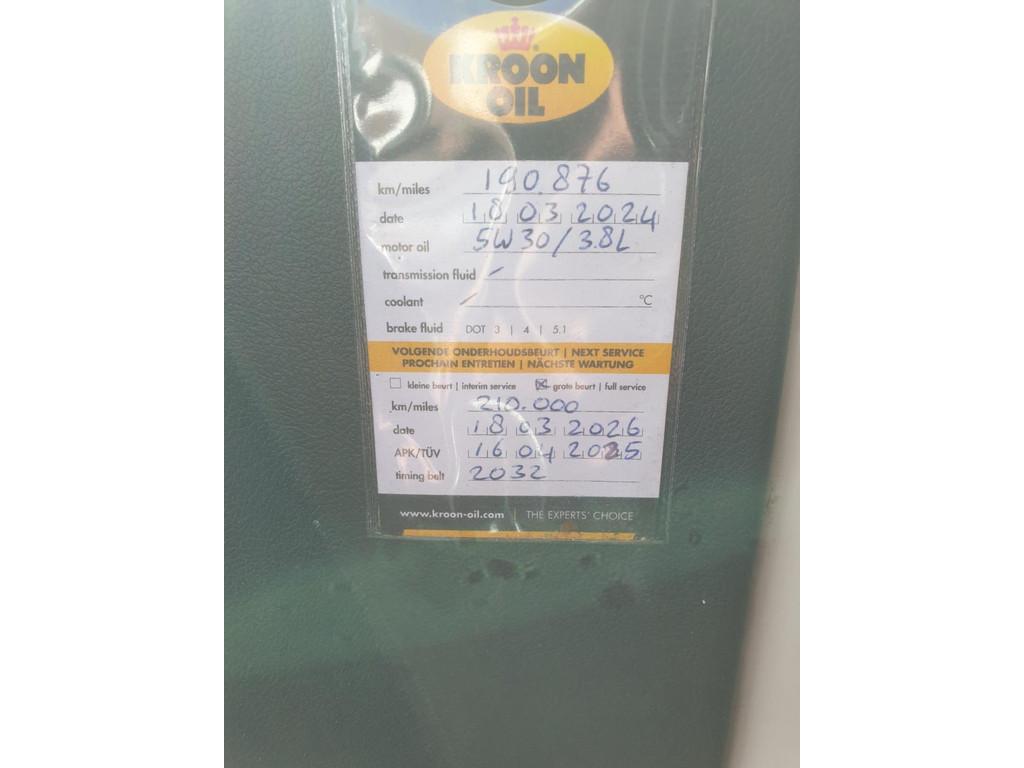 KROON
OIL
km/miles 190.876
date 18 03 2024
motor oil 5W30/3.8L
transmission fluid /
coolant / °C
brake fluid DOT 3 | 4 | 5.1
VOLGENDE ONDERHOUDSBEURT | NEXT SERVICE
PROCHAIN ENTRETIEN | NÄCHSTE WARTUNG
kleine beurt | interim service grote beurt | full service
km/miles 210.000
date 18 03 2026
APK/TÜV 16 04 2025
timing belt 2032
www.kroon-oil.com | THE EXPERTS' CHOICE